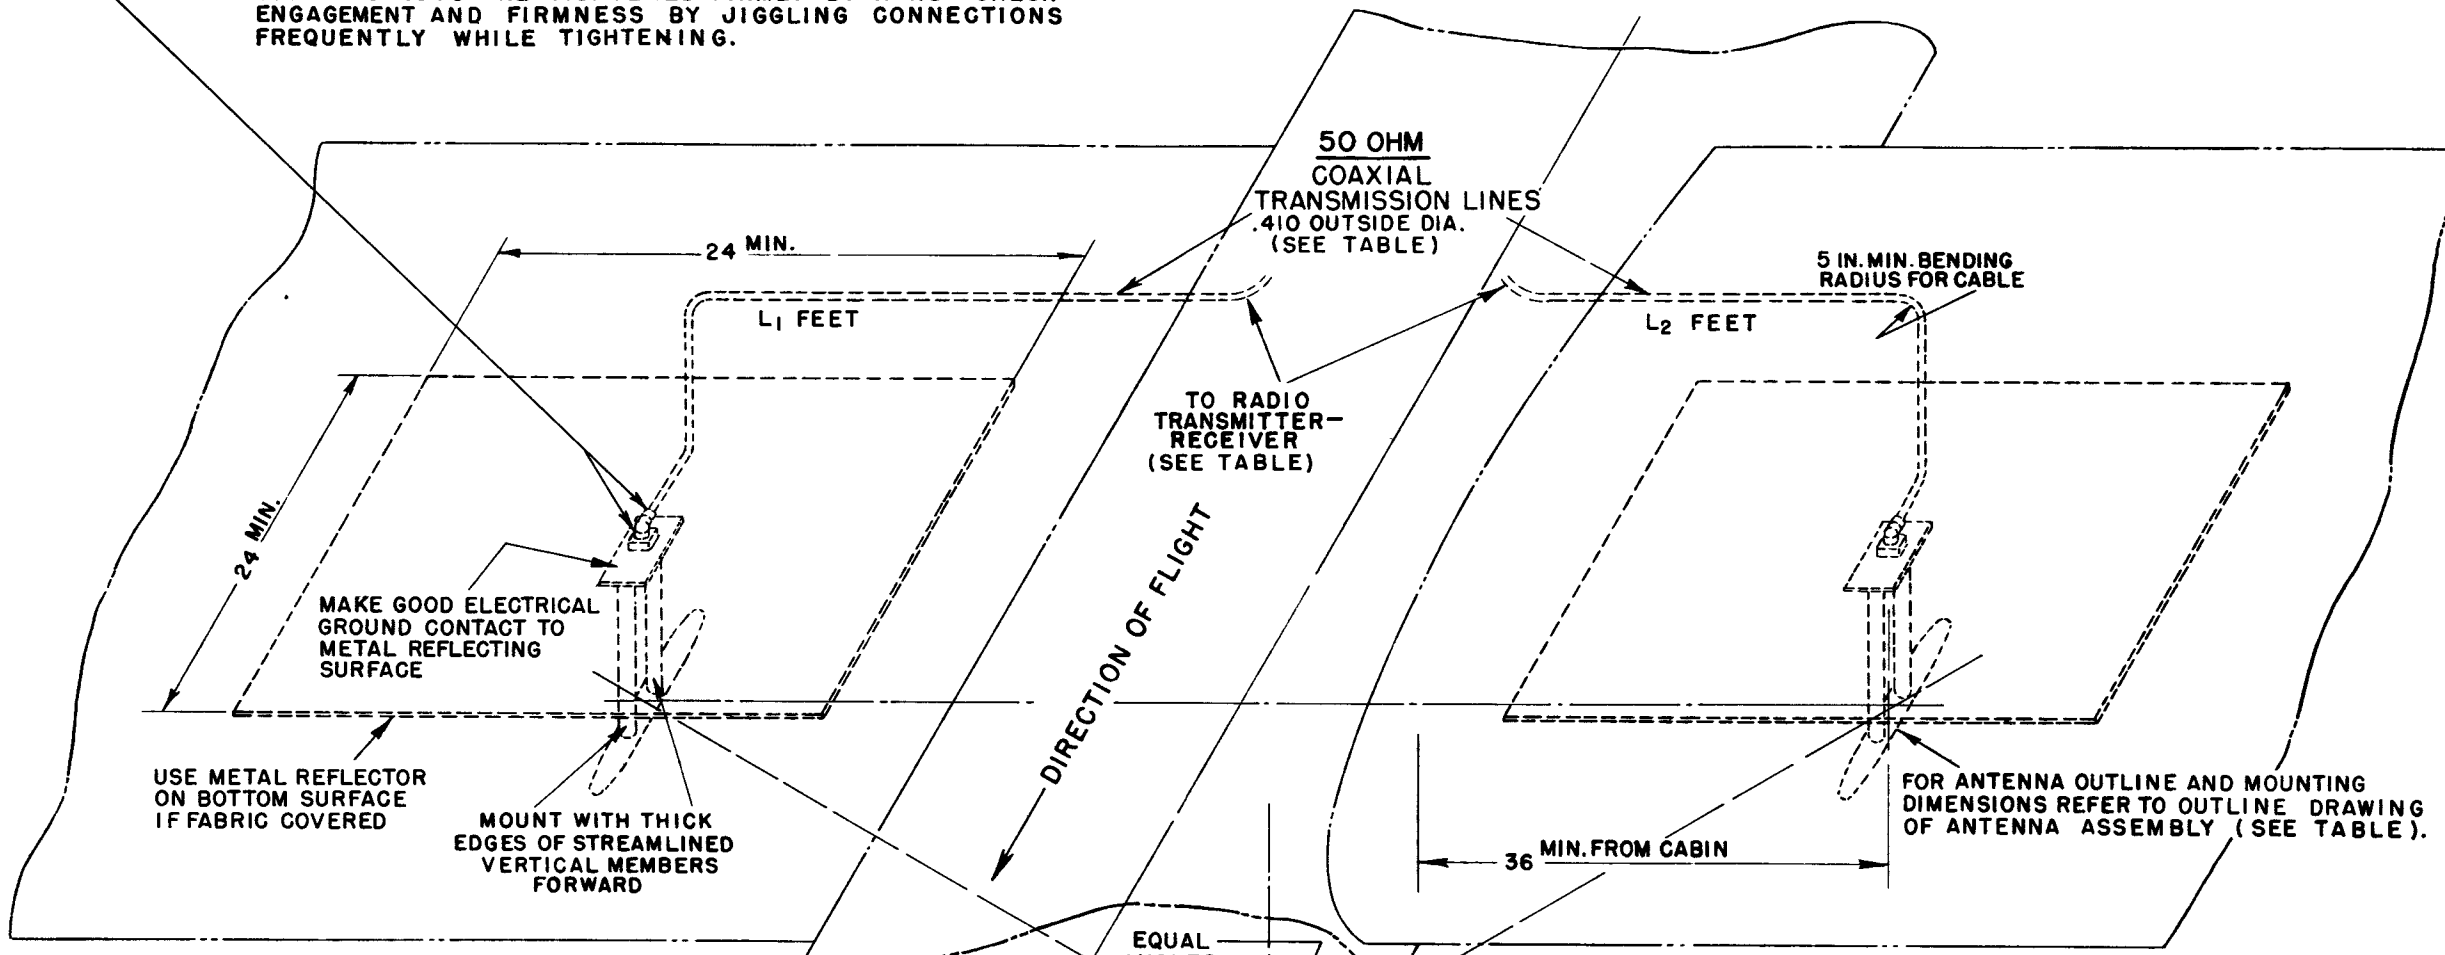 ENGAGEMENT AND FIRMNESS BY JIGGLING CONNECTIONS
FREQUENTLY WHILE TIGHTENING.
50 OHM
COAXIAL
TRANSMISSION LINES
.410 OUTSIDE DIA.
(SEE TABLE)
24 MIN.
5 IN. MIN. BENDING
RADIUS FOR CABLE
L1 FEET
L2 FEET
TO RADIO
TRANSMITTER-
RECEIVER
(SEE TABLE)
24 MIN.
DIRECTION OF FLIGHT
MAKE GOOD ELECTRICAL
GROUND CONTACT TO
METAL REFLECTING
SURFACE
USE METAL REFLECTOR
ON BOTTOM SURFACE
IF FABRIC COVERED
MOUNT WITH THICK
EDGES OF STREAMLINED
VERTICAL MEMBERS
FORWARD
FOR ANTENNA OUTLINE AND MOUNTING
DIMENSIONS REFER TO OUTLINE DRAWING
OF ANTENNA ASSEMBLY (SEE TABLE).
36 MIN. FROM CABIN
EQUAL